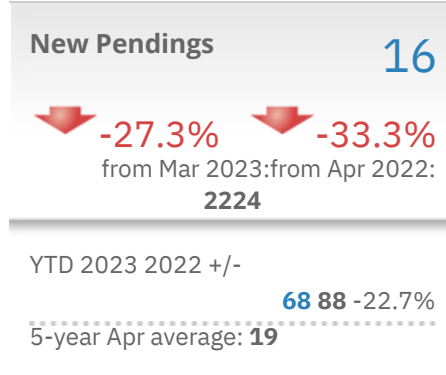 New Pendings
16
-27.3% -33.3%
from Mar 2023:from Apr 2022:
2224
YTD 2023 2022 +/-
68 88 -22.7%
5-year Apr average: 19